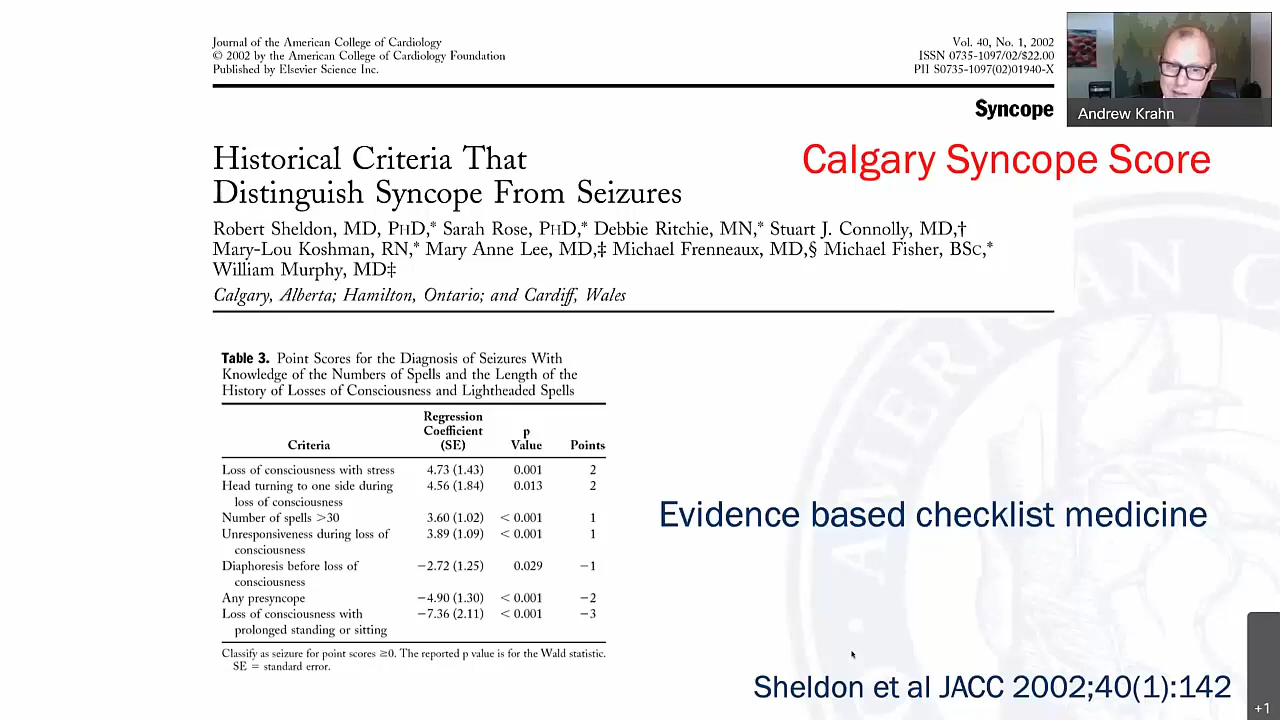 Journal of the American College of Cardiology
© 2002 by the American College of Cardiology Foundation
Published by Elsevier Science Inc.
Vol. 40, No. 1, 2002
ISSN 0735-1097/02/$22.00
PII S0735-1097(02)01940-X
Andrew Krahn
Syncope
Calgary Syncope Score
Historical Criteria That
Distinguish Syncope From Seizures
Robert Sheldon, MD, PHD,* Sarah Rose, PHD,* Debbie Ritchie, MN,* Stuart J. Connolly, MD,†
Mary-Lou Koshman, RN,* Mary Anne Lee, MD,‡ Michael Frenneaux, MD,§ Michael Fisher, BSC,*
William Murphy, MD‡
Calgary, Alberta; Hamilton, Ontario; and Cardiff, Wales
Table 3. Point Scores for the Diagnosis of Seizures With
Knowledge of the Numbers of Spells and the Length of the
History of Losses of Consciousness and Lightheaded Spells
Criteria Regression Coefficient (SE) p Value Points
Loss of consciousness with stress 4.73 (1.43) 0.001 2
Head turning to one side during 4.56 (1.84) 0.013 2
loss of consciousness
Number of spells >30 3.60 (1.02) < 0.001 1
Unresponsiveness during loss of 3.89 (1.09) < 0.001 1
consciousness
Diaphoresis before loss of −2.72 (1.25) 0.029 −1
consciousness
Any presyncope −4.90 (1.30) < 0.001 −2
Loss of consciousness with −7.36 (2.11) < 0.001 −3
prolonged standing or sitting
Classify as seizure for point scores ≥0. The reported p value is for the Wald statistic.
SE = standard error.
Evidence based checklist medicine
Sheldon et al JACC 2002;40(1):142
+1